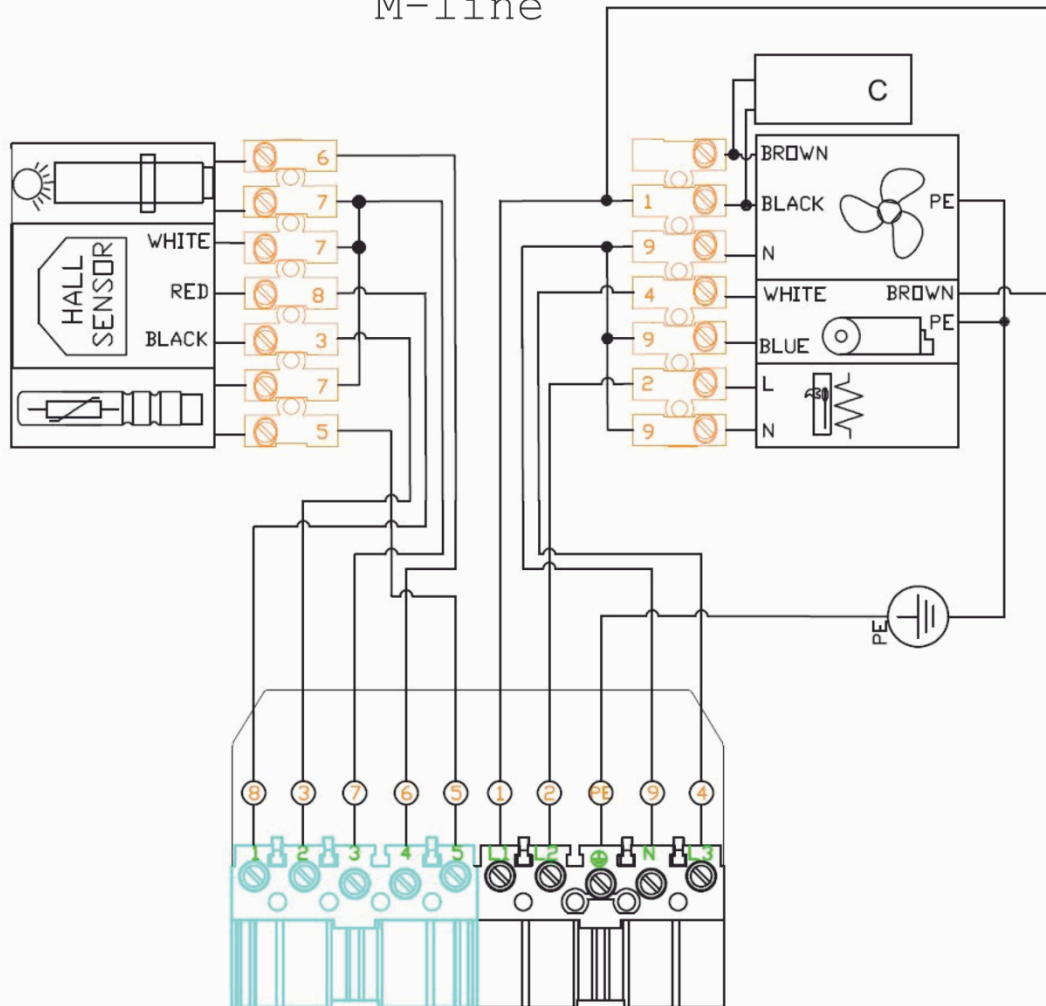 M-line
C
6
7
WHITE 7
HALL SENSOR
RED 8
BLACK 3
7
5
BROWN
1 BLACK PE
9 N
4 WHITE BROWN
PE
9 BLUE
2 L
9 N
PE
8 3 7 6 5 1 2 PE 9 4
1 2 3 4 5 L1 L2 N L3